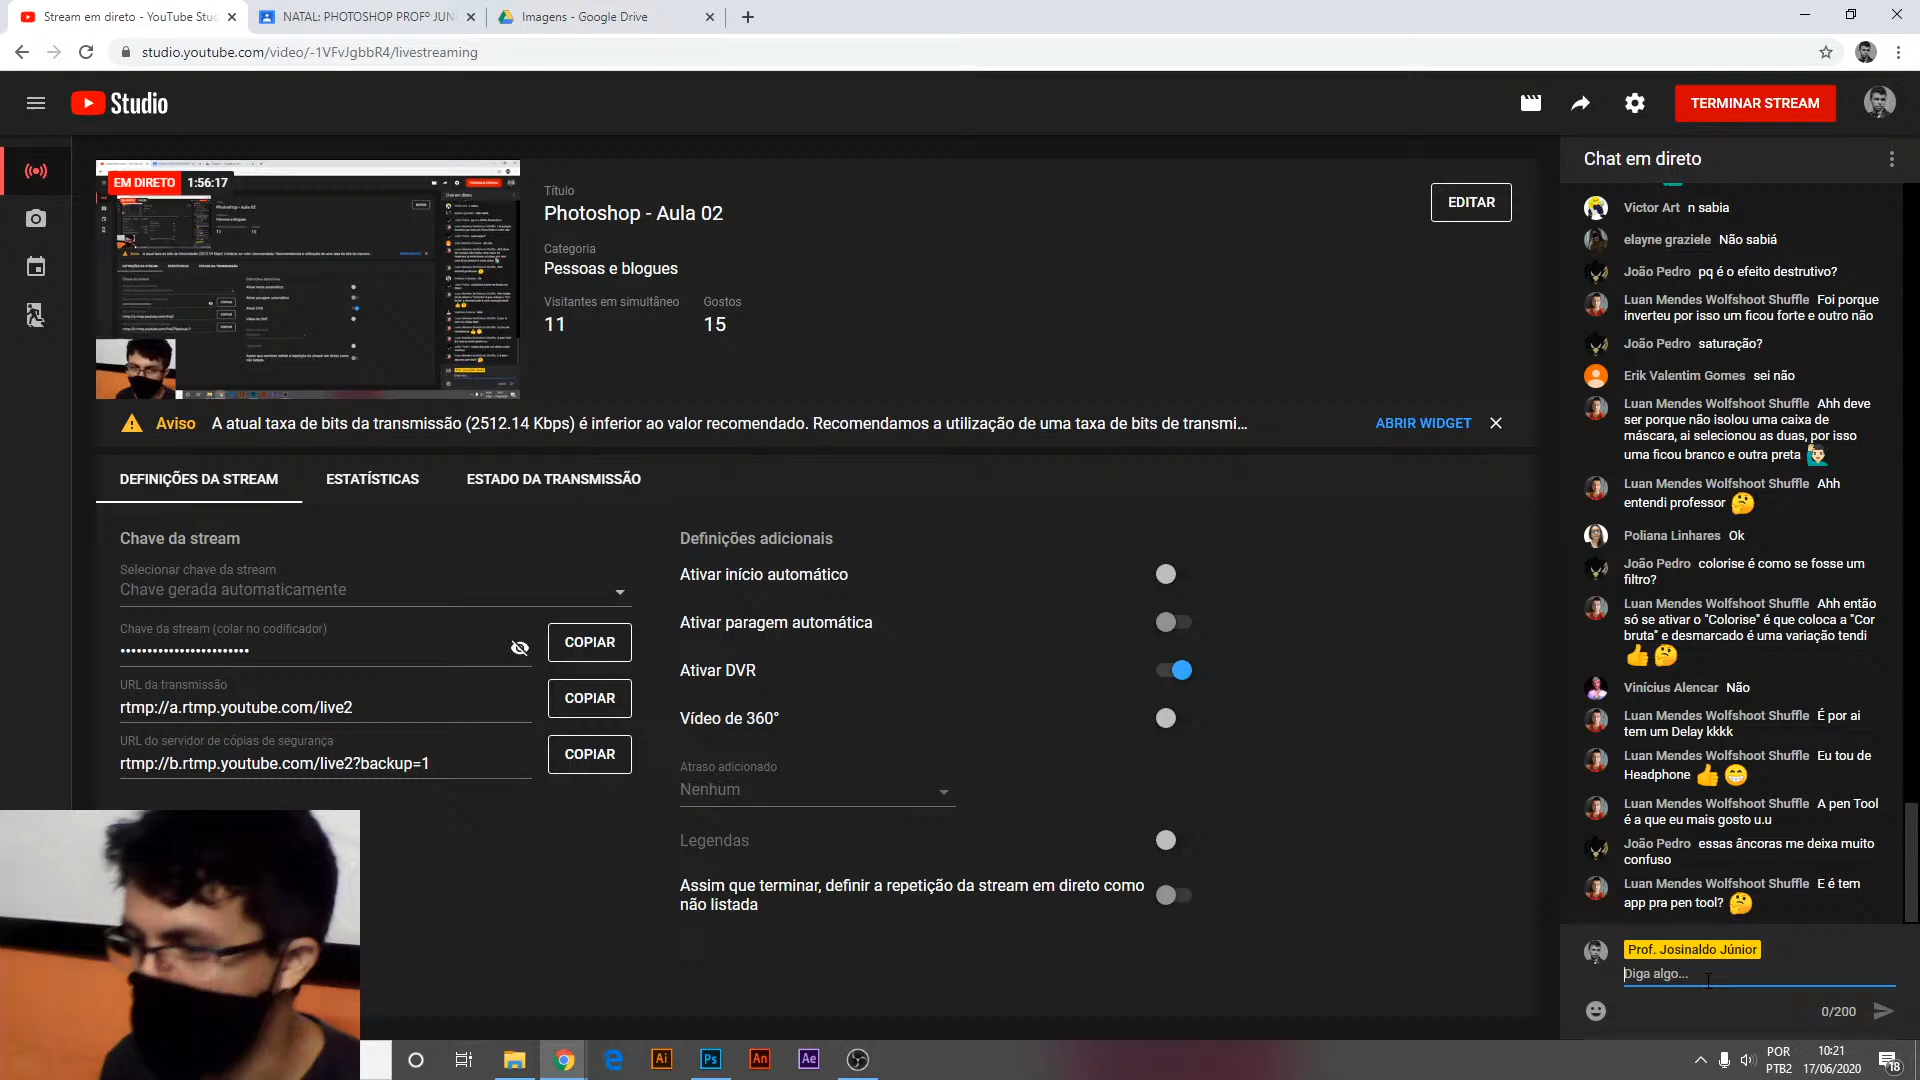 Stream em direto - YouTube Stud
NATAL: PHOTOSHOP PROFº JUN
Imagens - Google Drive
studio.youtube.com/video/-1VFvJgbbR4/livestreaming
Studio
TERMINAR STREAM
EM DIRETO 1:56:17
Título
Photoshop - Aula 02
EDITAR
Categoria
Pessoas e blogues
Visitantes em simultâneo
Gostos
11
15
Aviso
A atual taxa de bits da transmissão (2512.14 Kbps) é inferior ao valor recomendado. Recomendamos a utilização de uma taxa de bits de transmi...
ABRIR WIDGET
DEFINIÇÕES DA STREAM
ESTATÍSTICAS
ESTADO DA TRANSMISSÃO
Chave da stream
Selecionar chave da stream
Chave gerada automaticamente
Chave da stream (colar no codificador)
COPIAR
URL da transmissão
rtmp://a.rtmp.youtube.com/live2
COPIAR
URL do servidor de cópias de segurança
rtmp://b.rtmp.youtube.com/live2?backup=1
COPIAR
Definições adicionais
Ativar início automático
Ativar paragem automática
Ativar DVR
Vídeo de 360°
Atraso adicionado
Nenhum
Legendas
Assim que terminar, definir a repetição da stream em direto como
não listada
Chat em direto
Victor Art n sabia
elayne graziele Não sabiá
João Pedro pq é o efeito destrutivo?
Luan Mendes Wolfshoot Shuffle Foi porque
inverteu por isso um ficou forte e outro não
João Pedro saturação?
Erik Valentim Gomes sei não
Luan Mendes Wolfshoot Shuffle Ahh deve
ser porque não isolou uma caixa de
máscara, ai selecionou as duas, por isso
uma ficou branco e outra preta 🙋🏻‍♂️
Luan Mendes Wolfshoot Shuffle Ahh
entendi professor 🤔
Poliana Linhares Ok
João Pedro colorise é como se fosse um
filtro?
Luan Mendes Wolfshoot Shuffle Ahh então
só se ativar o "Colorise" é que coloca a "Cor
bruta" e desmarcado é uma variação tendi
👍🤔
Vinícius Alencar Não
Luan Mendes Wolfshoot Shuffle É por ai
tem um Delay kkkk
Luan Mendes Wolfshoot Shuffle Eu tou de
Headphone 👍😁
Luan Mendes Wolfshoot Shuffle A pen Tool
é a que eu mais gosto u.u
João Pedro essas âncoras me deixa muito
confuso
Luan Mendes Wolfshoot Shuffle E é tem
app pra pen tool? 🤔
Prof. Josinaldo Júnior
Diga algo...
0/200
Ai
Ps
An
Ae
POR
PTB2
10:21
17/06/2020
18